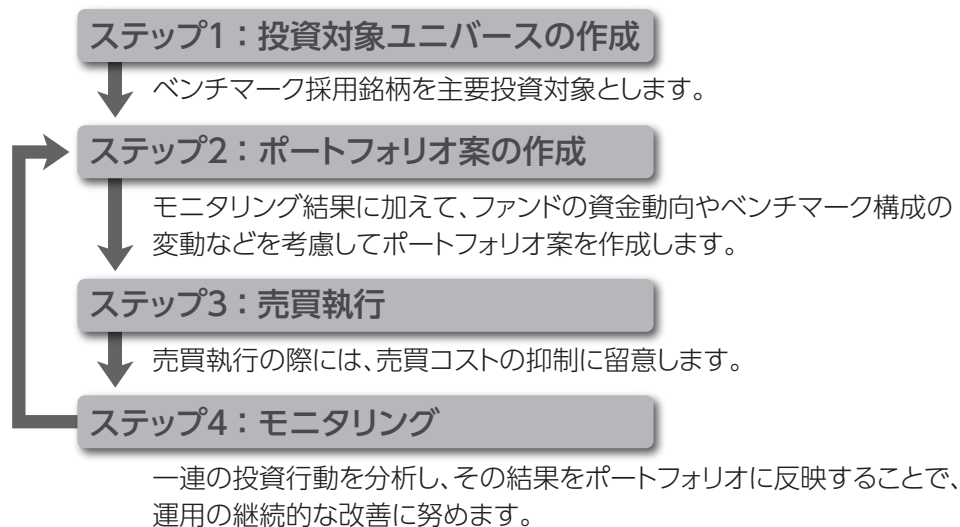 ステップ1：投資対象ユニバースの作成
ベンチマーク採用銘柄を主要投資対象とします。
ステップ2：ポートフォリオ案の作成
モニタリング結果に加えて、ファンドの資金動向やベンチマーク構成の
変動などを考慮してポートフォリオ案を作成します。
ステップ3：売買執行
売買執行の際には、売買コストの抑制に留意します。
ステップ4：モニタリング
一連の投資行動を分析し、その結果をポートフォリオに反映することで、
運用の継続的な改善に努めます。